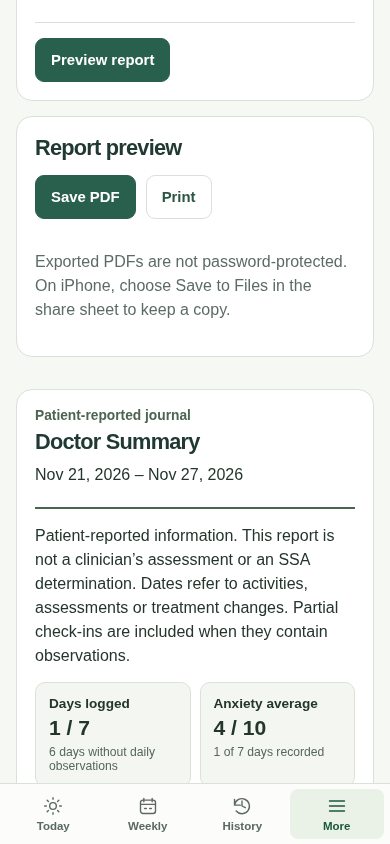 Preview report
Report preview
Save PDF
Print
Exported PDFs are not password-protected.
On iPhone, choose Save to Files in the
share sheet to keep a copy.
Patient-reported journal
Doctor Summary
Nov 21, 2026 – Nov 27, 2026
Patient-reported information. This report is
not a clinician’s assessment or an SSA
determination. Dates refer to activities,
assessments or treatment changes. Partial
check-ins are included when they contain
observations.
Days logged
1 / 7
6 days without daily
observations
Anxiety average
4 / 10
1 of 7 days recorded
Today
Weekly
History
More